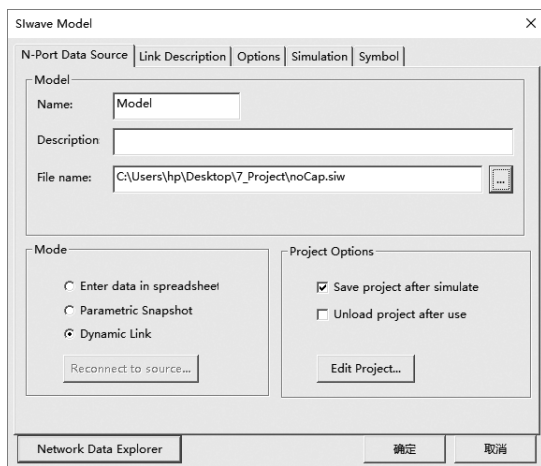 SIwave Model
N-Port Data Source Link Description Options Simulation Symbol
Model
Name: Model
Description
File name: C:\Users\hp\Desktop\7_Project\noCap.siw ...
Mode
Enter data in spreadsheet
Parametric Snapshot
Dynamic Link
Reconnect to source...
Project Options
Save project after simulate
Unload project after use
Edit Project...
Network Data Explorer 确定 取消